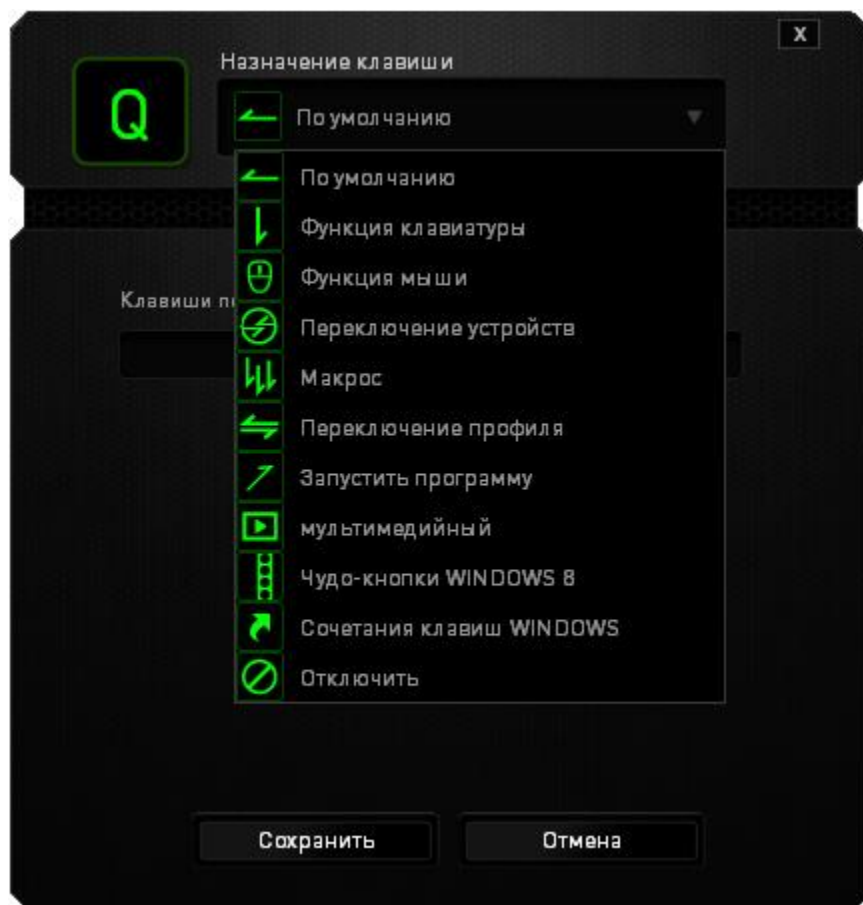 X
Назначение клавиши
Q
По умолчанию
По умолчанию
Функция клавиатуры
Функция мыши
Клавиши
Переключение устройств
Макрос
Переключение профиля
Запустить программу
мультимедийный
Чудо-кнопки WINDOWS 8
Сочетания клавиш WINDOWS
Отключить
Сохранить
Отмена